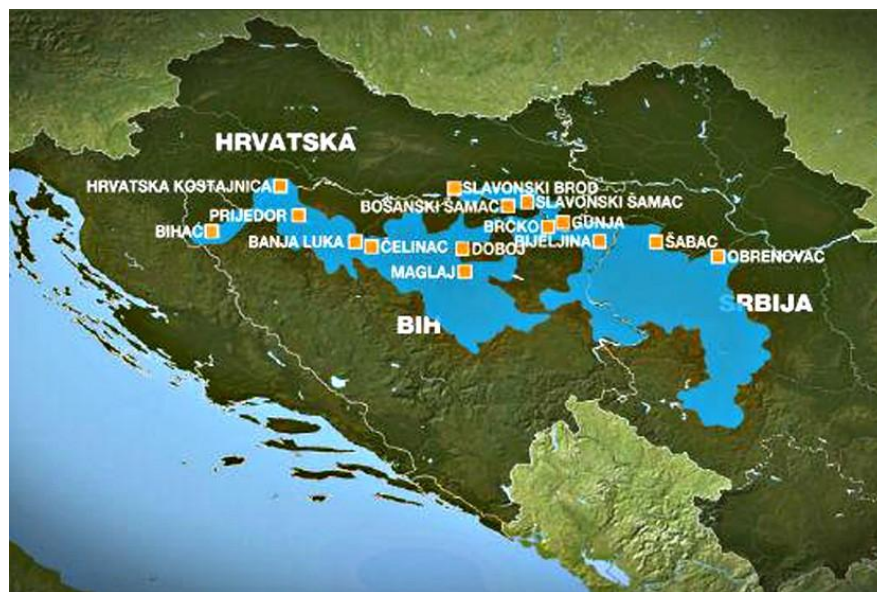 HRVATSKA
HRVATSKA KOSTAJNICA
SLAVONSKI BROD
BOSANSKI ŠAMAC
SLAVONSKI ŠAMAC
PRIJEDOR
BIHAĆ
BRČKO
GUNJA
BANJA LUKA
ČELINAC
DOBOJ
BIJELJINA
ŠABAC
MAGLAJ
OBRENOVAC
SRBIJA
BIH